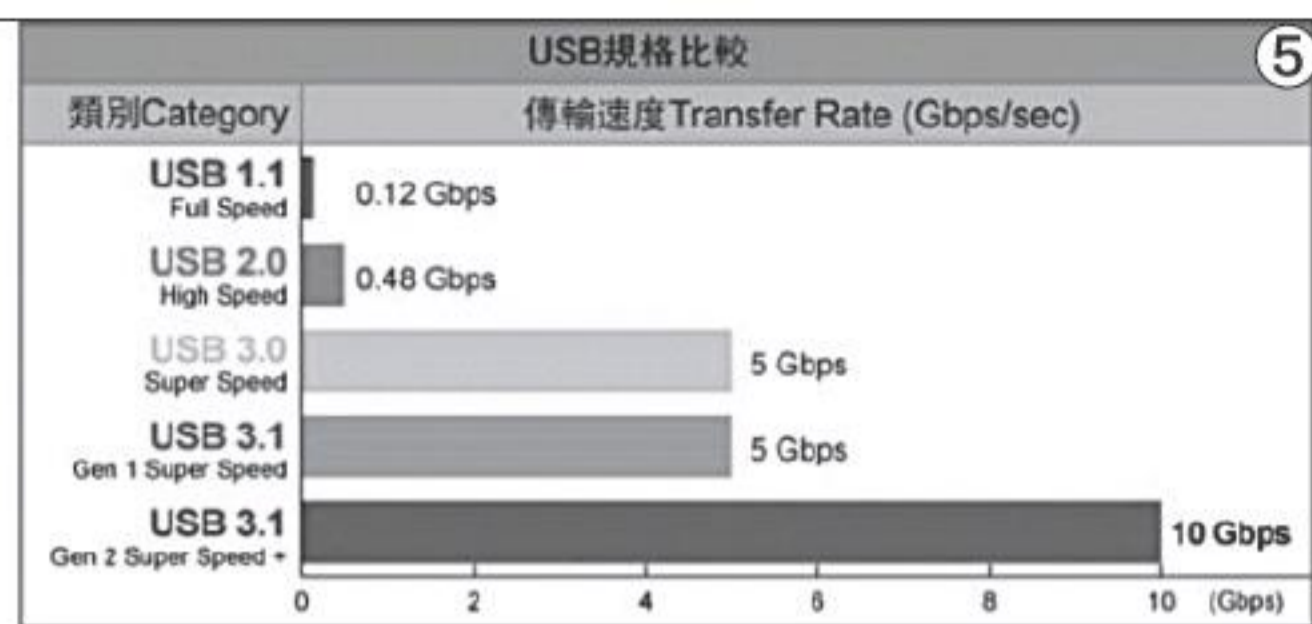 USB規格比較
⑤
類別Category
傳輸速度Transfer Rate (Gbps/sec)
USB 1.1
Full Speed
0.12 Gbps
USB 2.0
High Speed
0.48 Gbps
USB 3.0
Super Speed
5 Gbps
USB 3.1
Gen 1 Super Speed
5 Gbps
USB 3.1
Gen 2 Super Speed +
10 Gbps
0 2 4 6 8 10 (Gbps)